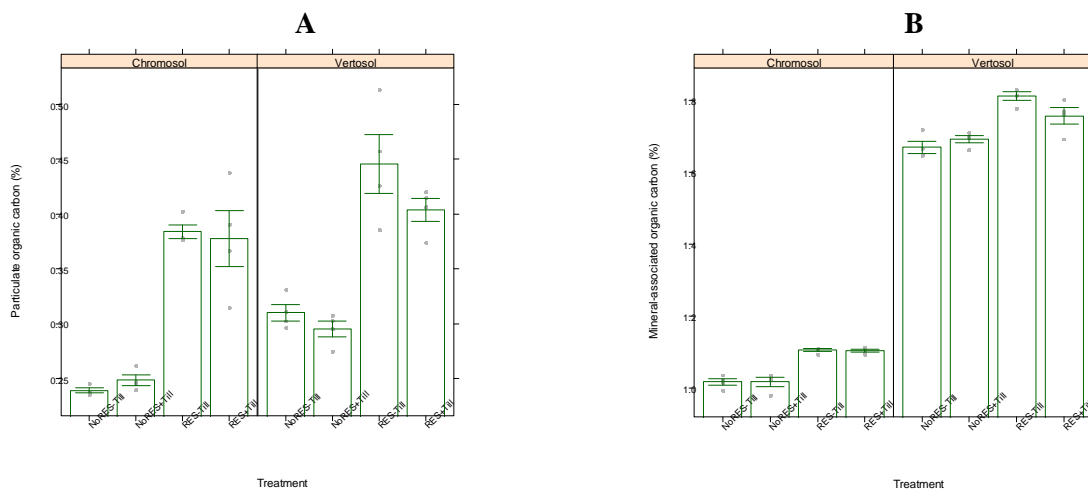 A
Chromosol
Vertosol
Particulate organic carbon (%)
0.50
0.45
0.40
0.35
0.30
0.25
NoRES-Till
NoRES+Till
RES-Till
RES+Till
NoRES-Till
NoRES+Till
RES-Till
RES+Till
Treatment
B
Chromosol
Vertosol
Mineral-associated organic carbon (%)
1.8
1.6
1.4
1.2
1.0
NoRES-Till
NoRES+Till
RES-Till
RES+Till
NoRES-Till
NoRES+Till
RES-Till
RES+Till
Treatment